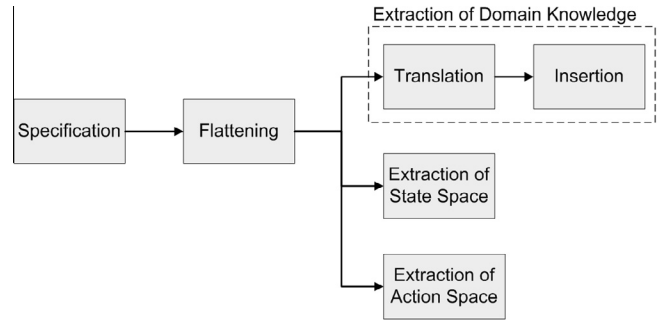 Extraction of Domain Knowledge
Translation
Insertion
Specification
Flattening
Extraction of
State Space
Extraction of
Action Space